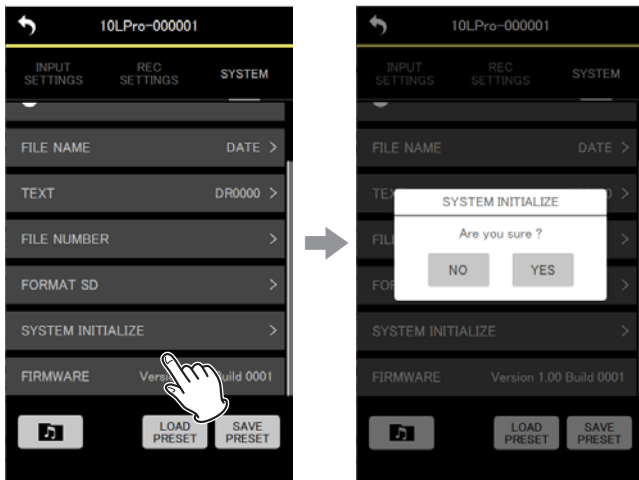 10LPro-000001
INPUT SETTINGS REC SETTINGS SYSTEM
FILE NAME DATE >
TEXT DR0000 >
FILE NUMBER >
FORMAT SD >
SYSTEM INITIALIZE >
FIRMWARE Build 0001
LOAD PRESET SAVE PRESET
10LPro-000001
INPUT SETTINGS REC SETTINGS SYSTEM
FILE NAME DATE >
SYSTEM INITIALIZE
Are you sure ?
NO YES
SYSTEM INITIALIZE >
FIRMWARE Version 1.00 Build 0001
LOAD PRESET SAVE PRESET